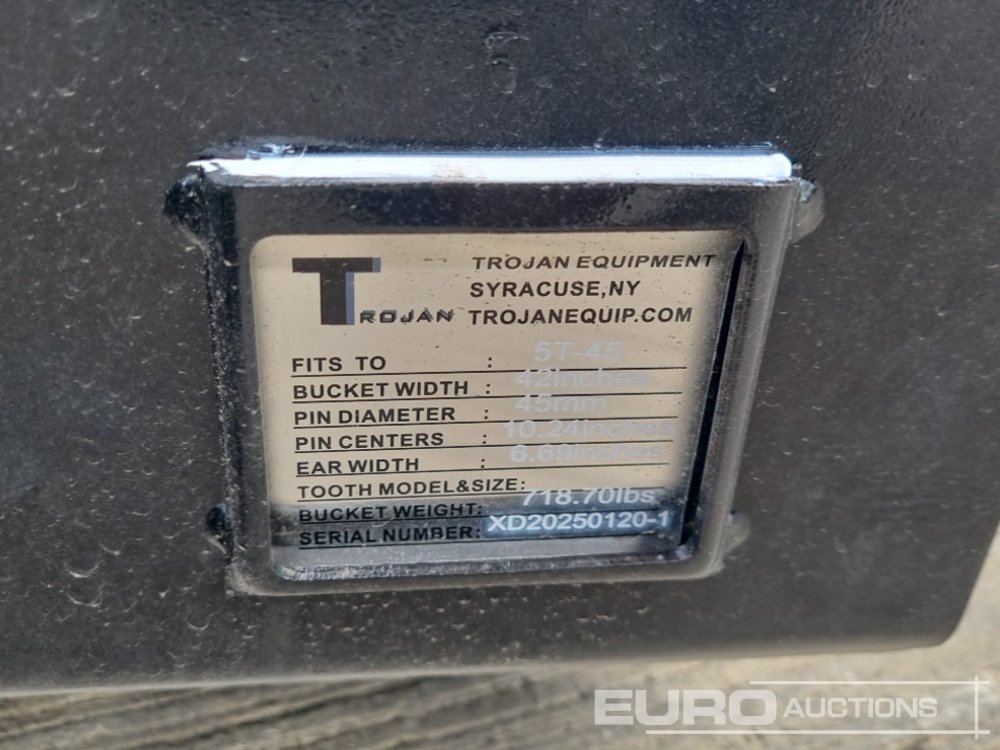 TROJAN
TROJAN EQUIPMENT
SYRACUSE,NY
TROJANEQUIP.COM
FITS TO : 5T-45
BUCKET WIDTH : 42inches
PIN DIAMETER : 45mm
PIN CENTERS : 10.24inches
EAR WIDTH : 6.69inches
TOOTH MODEL&SIZE:
BUCKET WEIGHT: 718.70lbs
SERIAL NUMBER: XD20250120-1
EURO AUCTIONS